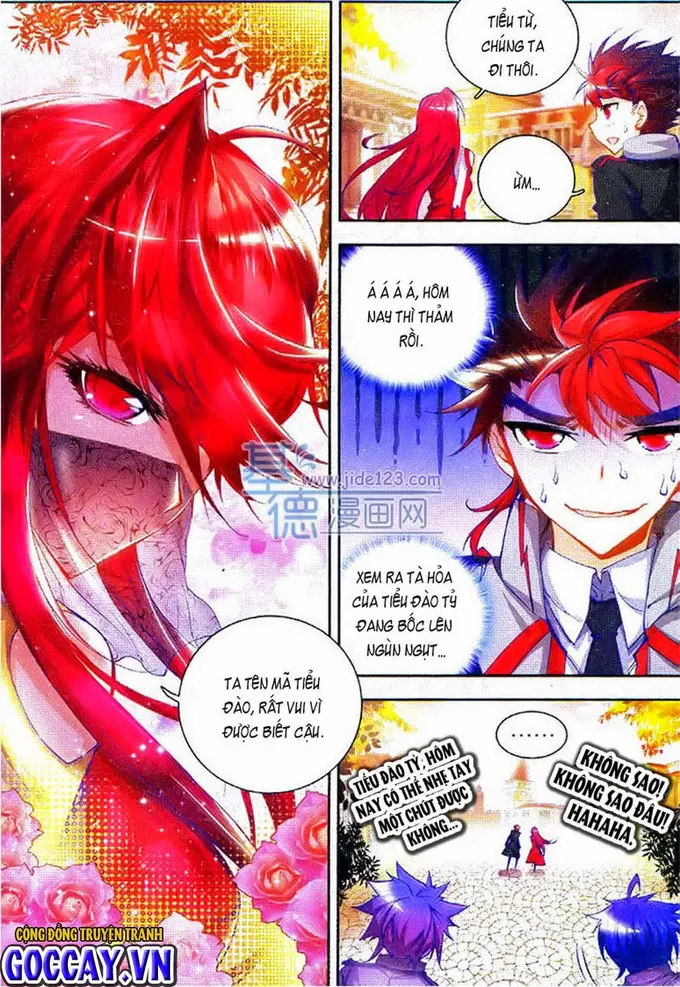 TA TÊN MÃ TIỂU
ĐÀO, RẤT VUI VÌ
ĐƯỢC BIẾT CẬU.
TIỂU TỪ,
CHÚNG TA
ĐI THÔI.
ỪM...
Á Á Á Á, HÔM
NAY THÌ THẢM
RỒI.
基德漫画网
www.jide123.com
XEM RA TÀ HỎA
CỦA TIỂU ĐÀO TỶ
ĐANG BỐC LÊN
NGÙN NGỤT...
TIỂU ĐÀO TỶ, HÔM
NAY CÓ THỂ NHẸ TAY
MỘT CHÚT ĐƯỢC
KHÔNG...
......
KHÔNG SAO!
KHÔNG SAO ĐÂU!
HAHAHA.
CỘNG ĐỒNG TRUYỆN TRANH
GOCCAY.VN